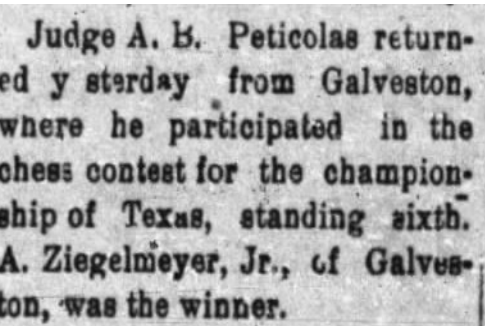 Judge A. B. Peticolas return-
ed y sterday from Galveston,
where he participated in the
chess contest for the champion-
ship of Texas, standing sixth.
A. Ziegelmeyer, Jr., of Galves-
ton, was the winner.